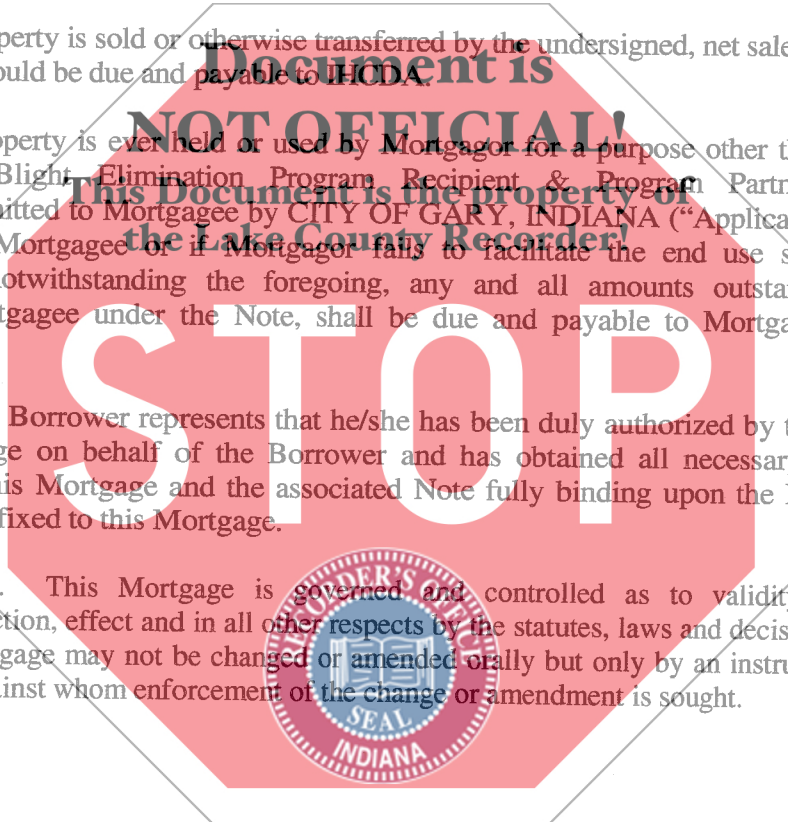 perty is sold or otherwise transferred by the undersigned, net sale
ould be due and payable to IHCDA.
Document is
NOT OFFICIAL!
This Document is the property of
the Lake County Recorder!
operty is ever held or used by Mortgagor for a purpose other th
Blight Elimination Program Recipient & Program Partn
itted to Mortgagee by CITY OF GARY, INDIANA (“Applica
Mortgagee or if Mortgagor fails to facilitate the end use s
otwithstanding the foregoing, any and all amounts outsta
tgagee under the Note, shall be due and payable to Mortga
STOP
Borrower represents that he/she has been duly authorized by t
ge on behalf of the Borrower and has obtained all necessar
is Mortgage and the associated Note fully binding upon the
fixed to this Mortgage.
. This Mortgage is governed and controlled as to validity
ction, effect and in all other respects by the statutes, laws and decis
gage may not be changed or amended orally but only by an instru
inst whom enforcement of the change or amendment is sought.
RECORDER'S OFFICE
SEAL
INDIANA